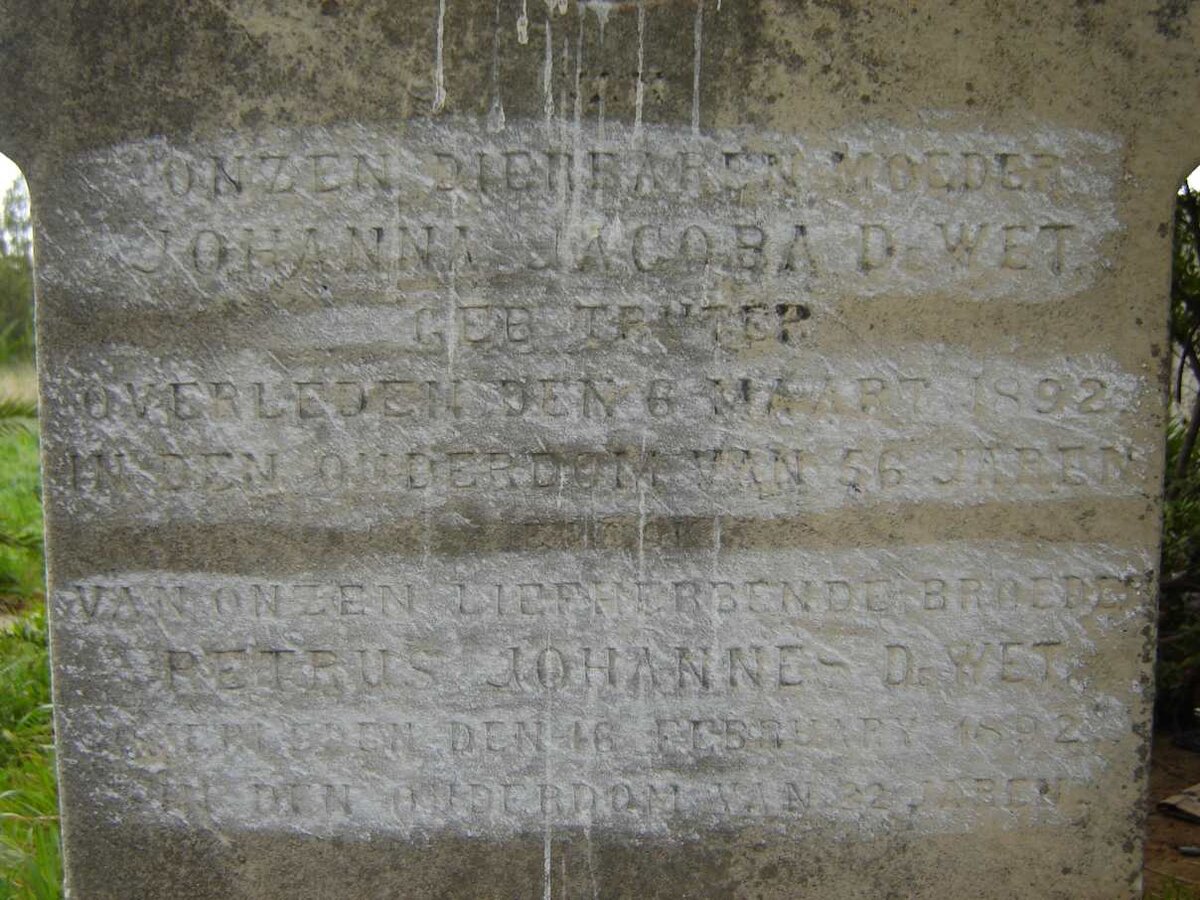 ONZEN DIERBAREN MOEDER
JOHANNA JACOBA De WET
GEB TRUTER
OVERLEDEN DEN 6 MAART 1892
IN DEN OUDERDOM VAN 56 JAREN
VAN ONZEN LIEFHEBBENDE BROEDER
PETRUS JOHANNES De WET
OVERLEDEN DEN 16 FEBRUARY 1892
IN DEN OUDERDOM VAN 22 JAREN